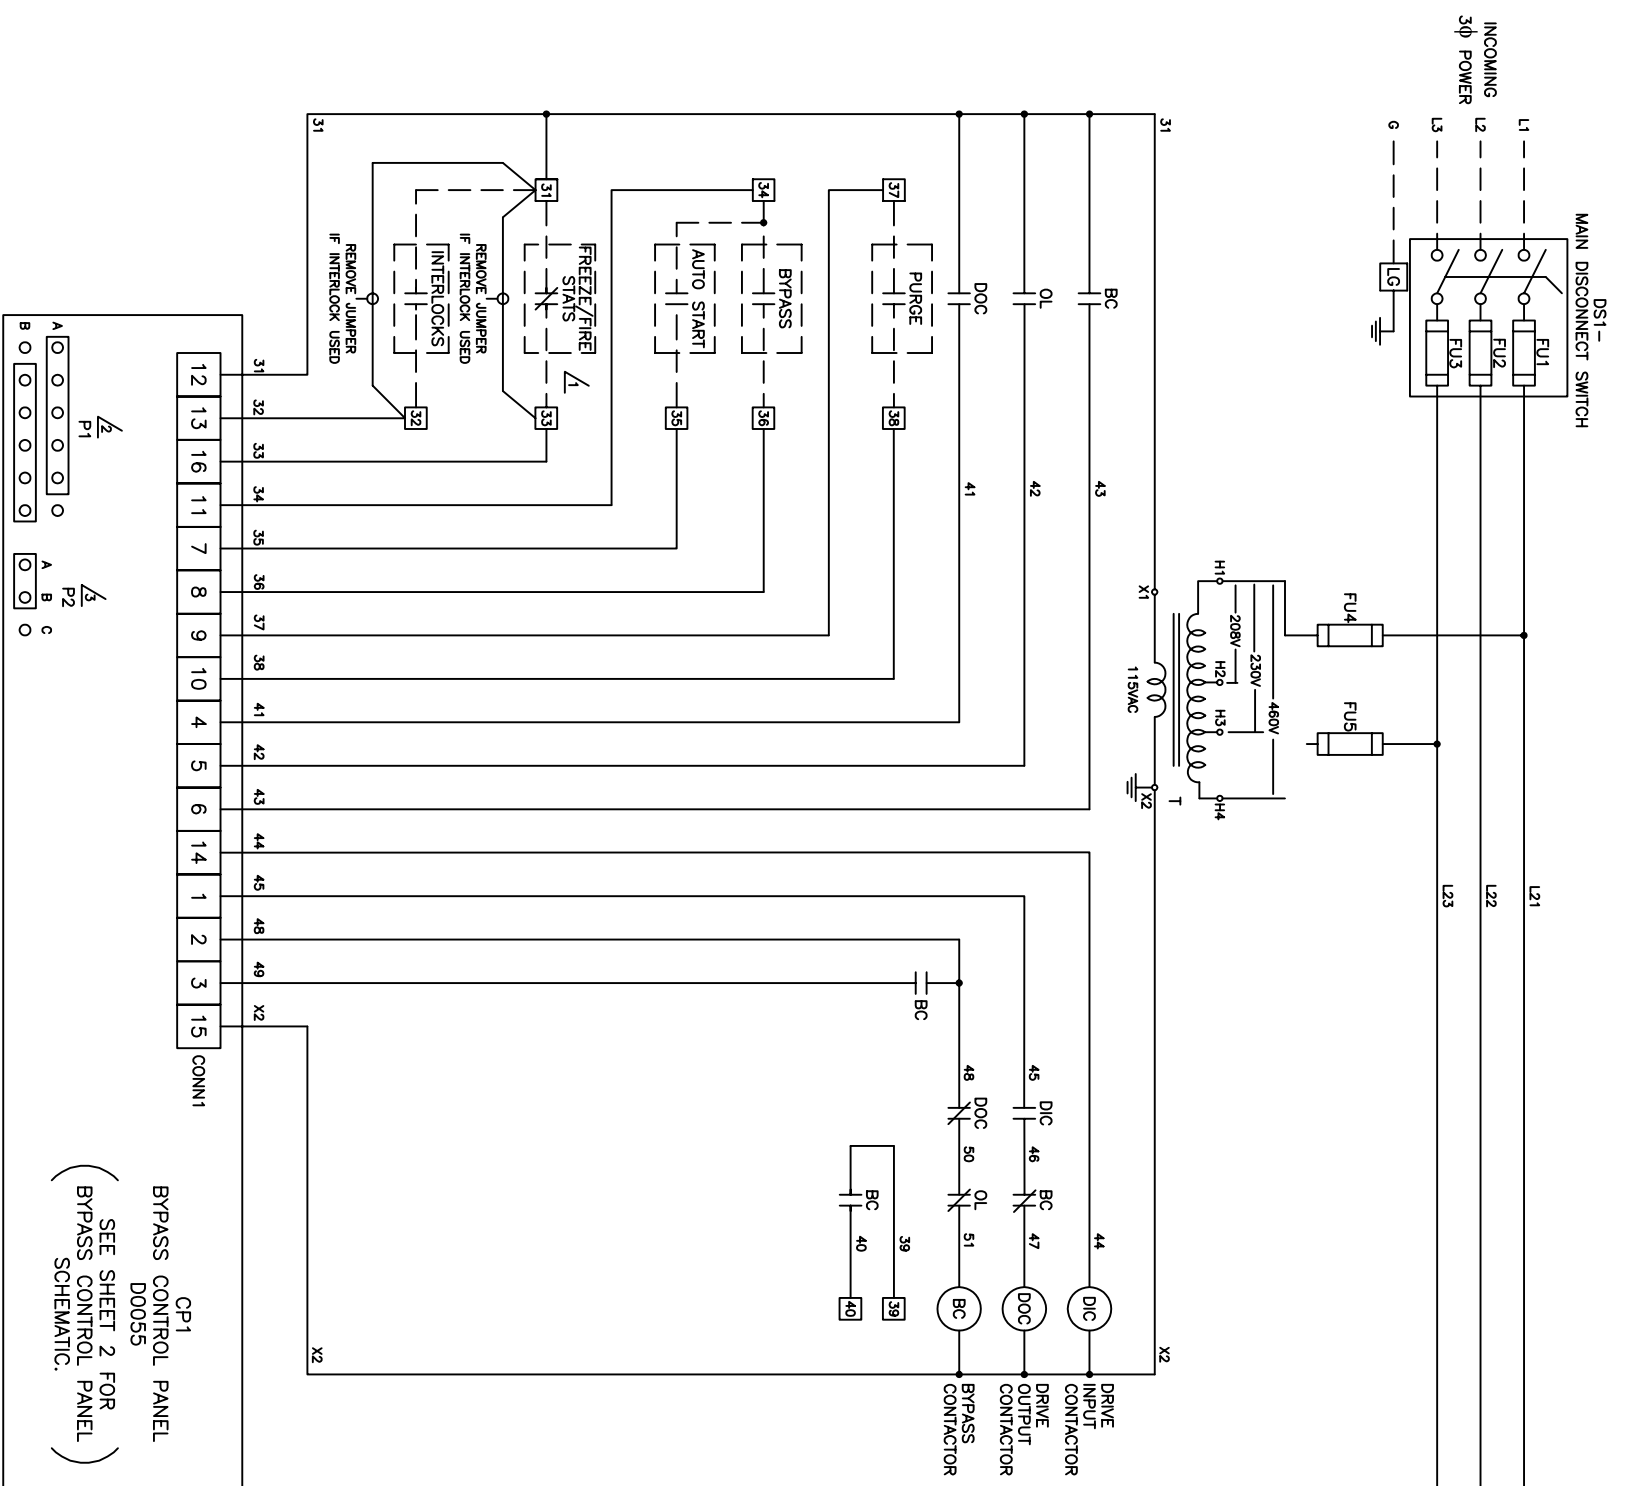 INCOMING
3Φ POWER
L1
L2
L3
G
DS1-
MAIN DISCONNECT SWITCH
FU1
FU2
FU3
LG
L21
L22
L23
FU4
FU5
H1
H2
H3
H4
208V
230V
460V
X1
115VAC
X2
T
31
X2
BC
43
44
DIC
DRIVE
INPUT
CONTACTOR
OL
42
45
DIC
46
BC
47
DOC
DRIVE
OUTPUT
CONTACTOR
DOC
41
48
DOC
50
OL
51
BC
BYPASS
CONTACTOR
BC
37
PURGE
38
39
39
BC
40
40
34
BYPASS
36
AUTO START
35
31
FREEZE/FIRE
STATS
1
33
REMOVE JUMPER
IF INTERLOCK USED
INTERLOCKS
32
REMOVE JUMPER
IF INTERLOCK USED
31
X2
31
32
33
34
35
36
37
38
41
42
43
44
45
48
49
X2
12
13
16
11
7
8
9
10
4
5
6
14
1
2
3
15
CONN1
A
B
2
P1
3
P2
A
B
C
CP1
BYPASS CONTROL PANEL
D0055
SEE SHEET 2 FOR
BYPASS CONTROL PANEL
SCHEMATIC.